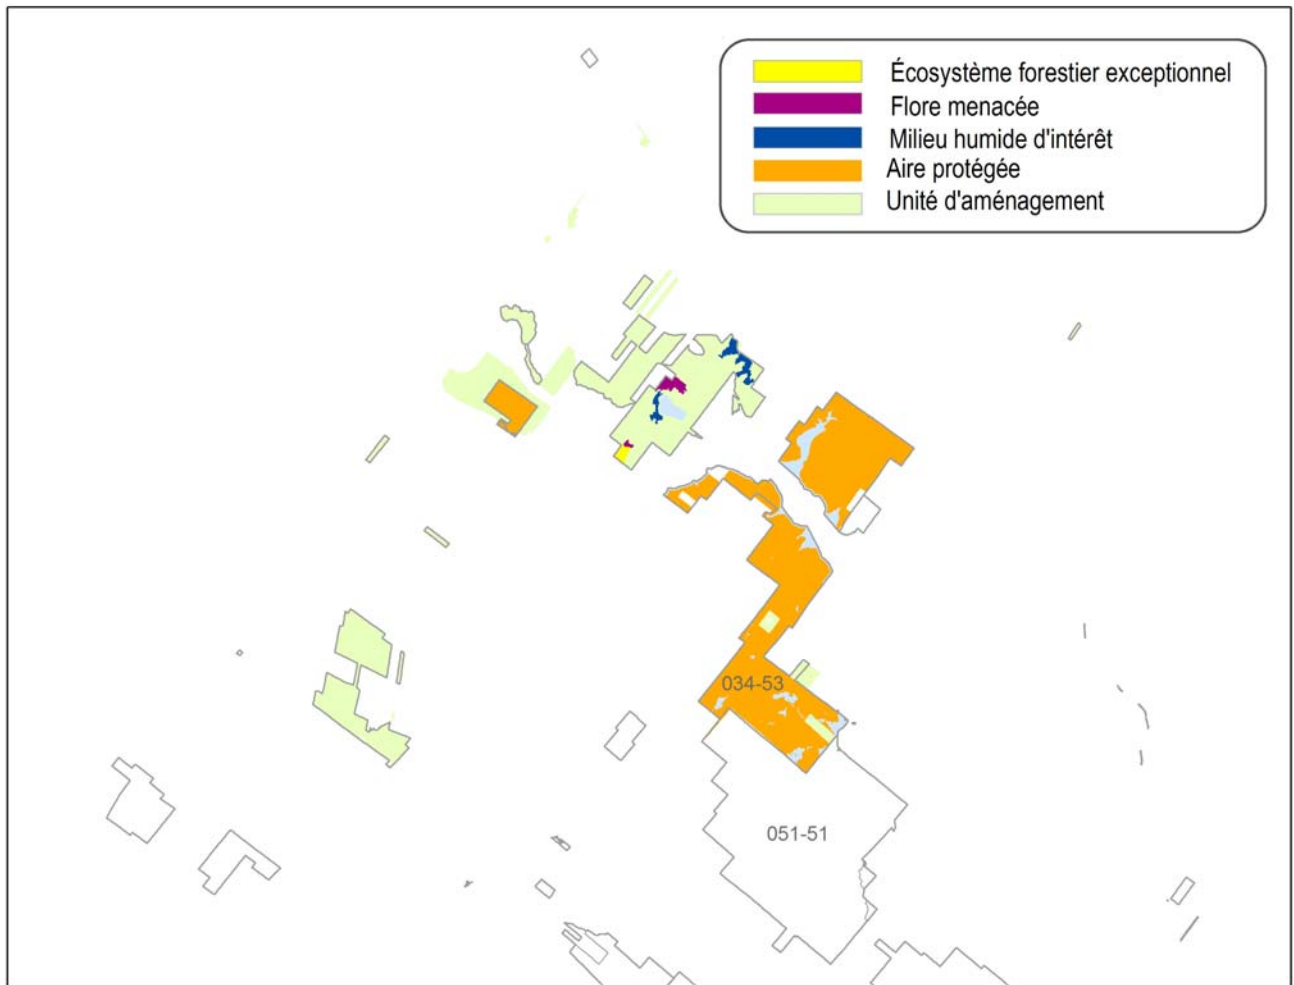 Écosystème forestier exceptionnel
Flore menacée
Milieu humide d'intérêt
Aire protégée
Unité d'aménagement
034-53
051-51